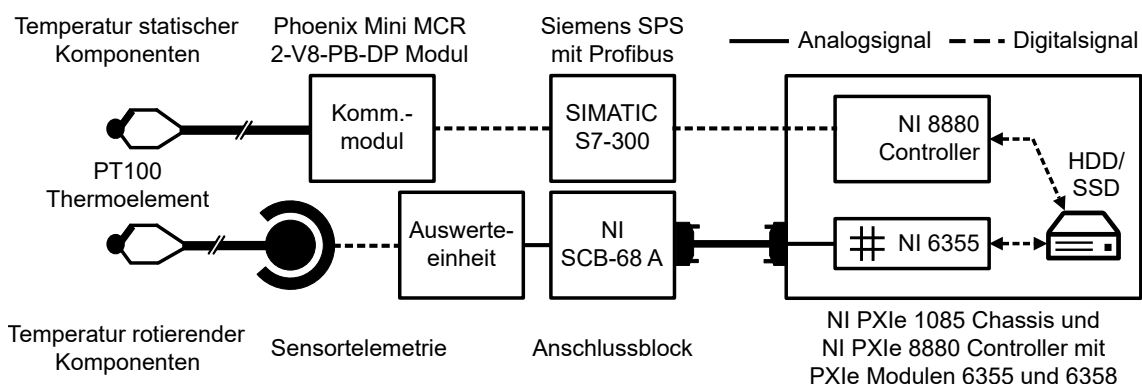 Temperatur statischer
Komponenten
Phoenix Mini MCR
2-V8-PB-DP Modul
Siemens SPS
mit Profibus
Analogsignal
Digitalsignal
Komm.-
modul
SIMATIC
S7-300
NI 8880
Controller
HDD/
SSD
PT100
Thermoelement
Auswerte-
einheit
NI
SCB-68 A
NI 6355
Temperatur rotierender
Komponenten
Sensortelemetrie
Anschlussblock
NI PXIe 1085 Chassis und
NI PXIe 8880 Controller mit
PXIe Modulen 6355 und 6358